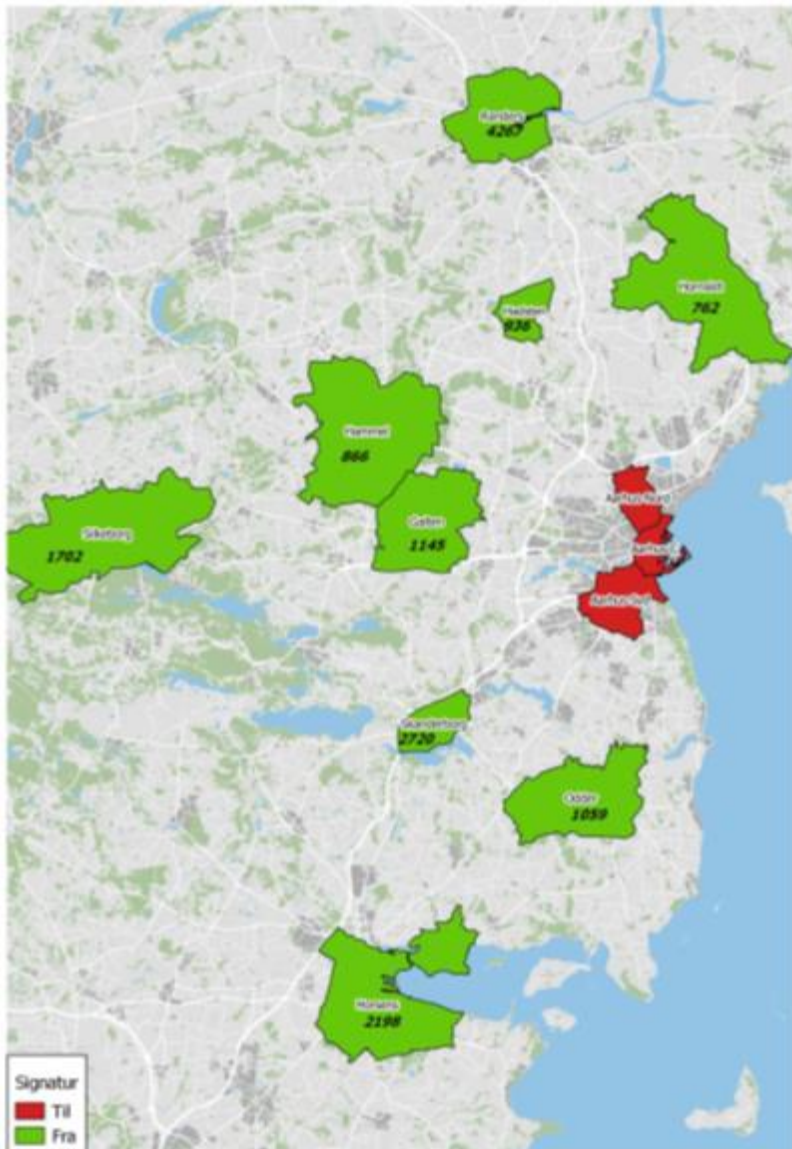 Randers
4267
Hornslet
762
Hadsten
936
Hammel
866
Galten
1145
Silkeborg
1702
Aarhus Nord
Aarhus
Aarhus Syd
Skanderborg
2720
Odder
1059
Horsens
2198
Signatur
Til
Fra